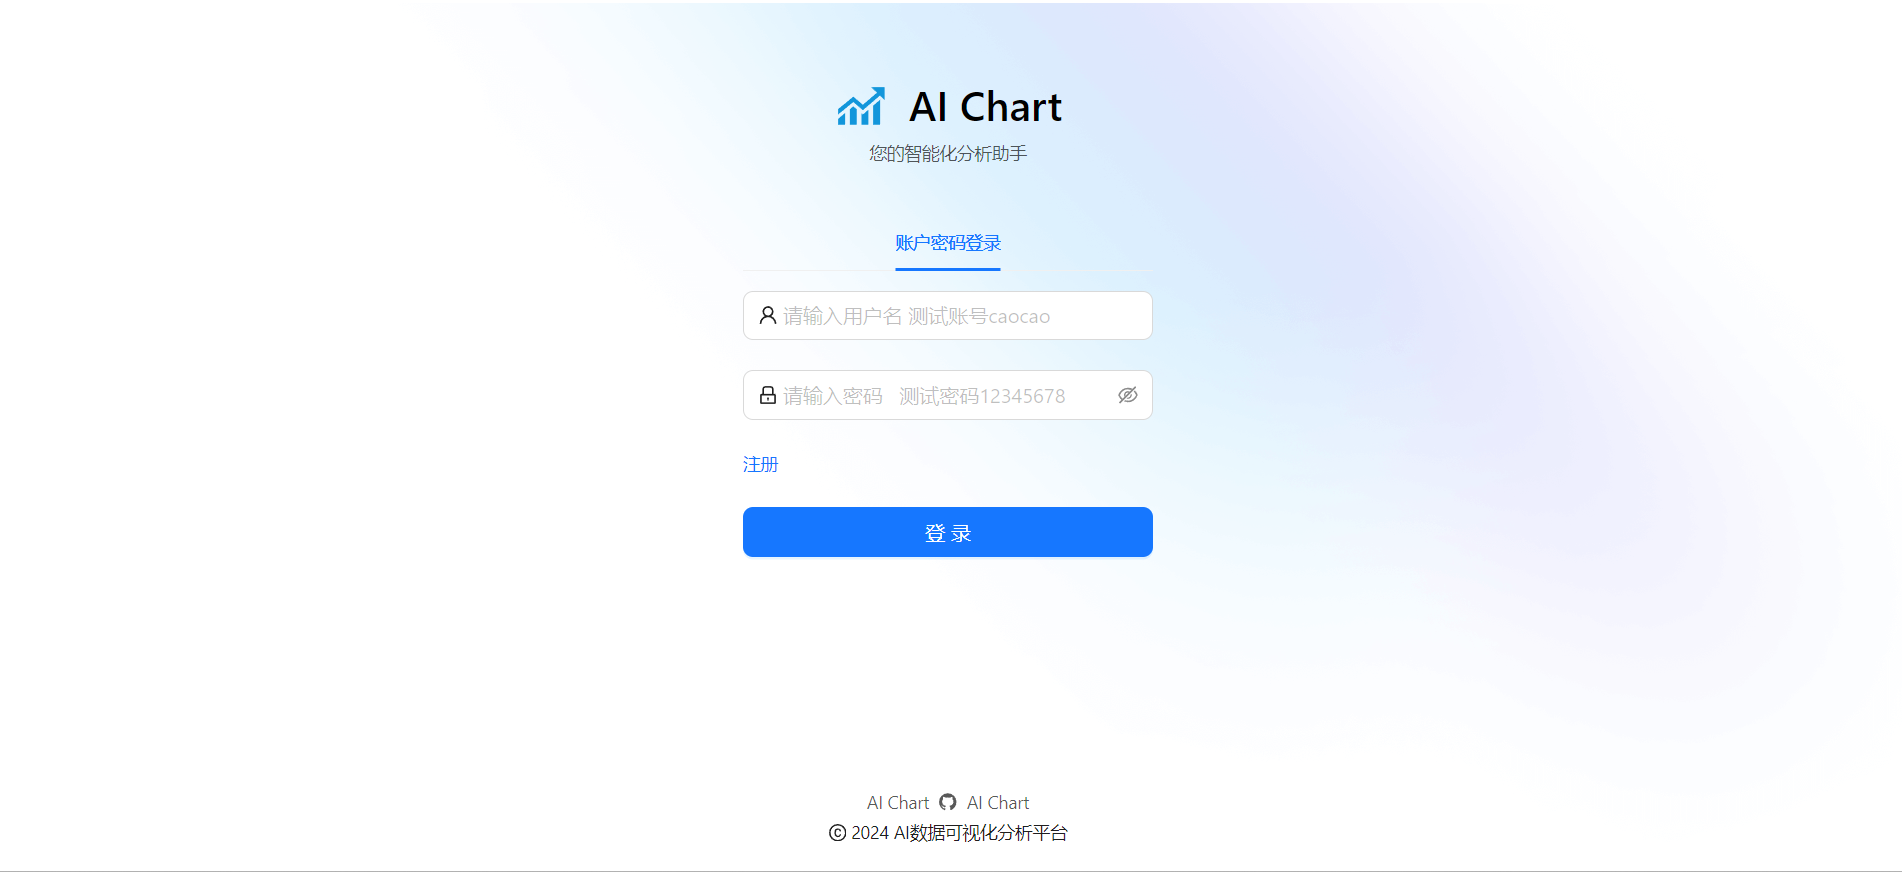 AI Chart
您的智能化分析助手
账户密码登录
请输入用户名 测试账号caocao
请输入密码 测试密码12345678
注册
登 录
AI Chart AI Chart
© 2024 AI数据可视化分析平台